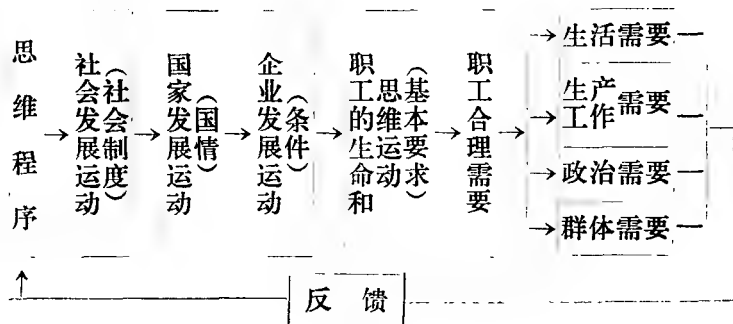 思维程序
社会发展运动
（社会制度）
国家发展运动
（国情）
企业发展运动
（条件）
职工的生命和
思维运动
（基本要求）
职工合理需要
生活需要
生产
工作
需要
政治需要
群体需要
反馈